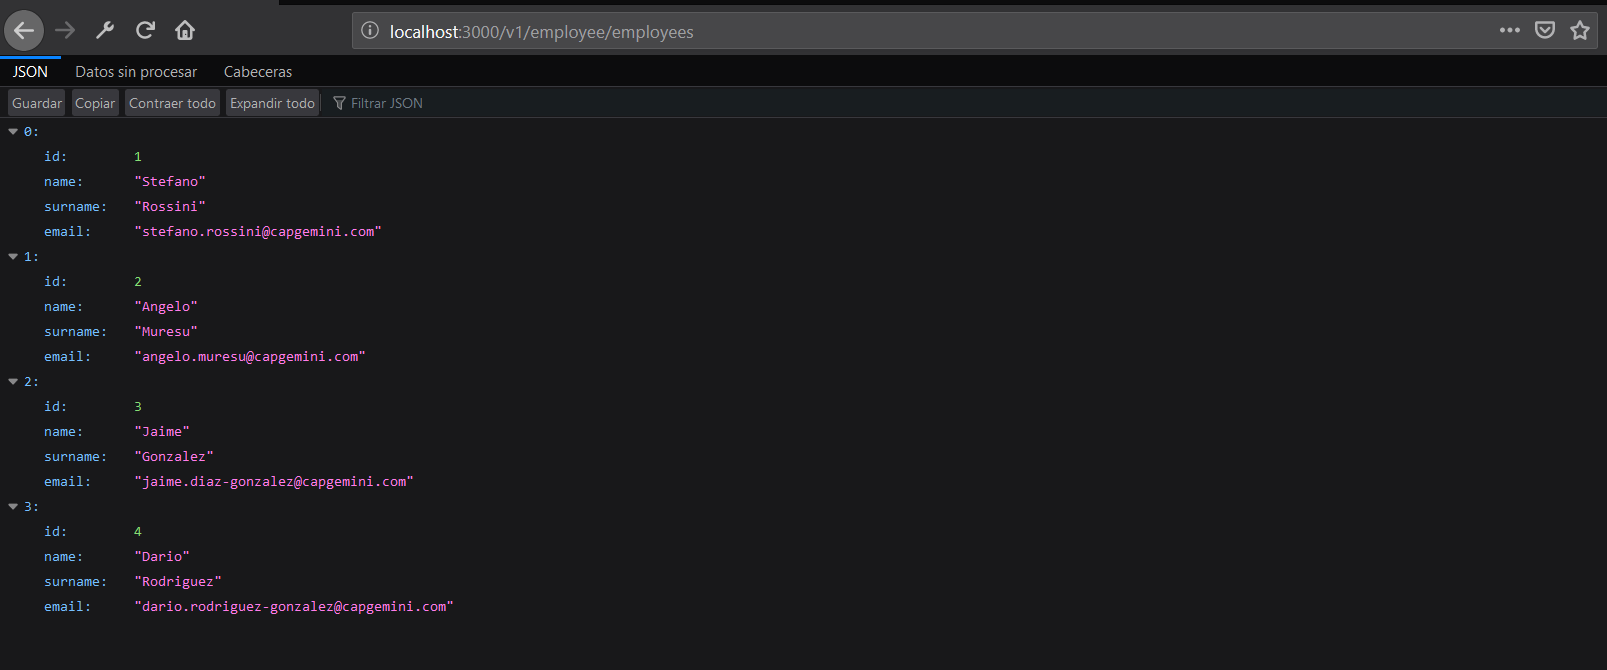 localhost:3000/v1/employee/employees
JSON Datos sin procesar Cabeceras
Guardar Copiar Contraer todo Expandir todo Filtrar JSON
0:
id: 1
name: "Stefano"
surname: "Rossini"
email: "stefano.rossini@capgemini.com"
1:
id: 2
name: "Angelo"
surname: "Muresu"
email: "angelo.muresu@capgemini.com"
2:
id: 3
name: "Jaime"
surname: "Gonzalez"
email: "jaime.diaz-gonzalez@capgemini.com"
3:
id: 4
name: "Dario"
surname: "Rodriguez"
email: "dario.rodriguez-gonzalez@capgemini.com"